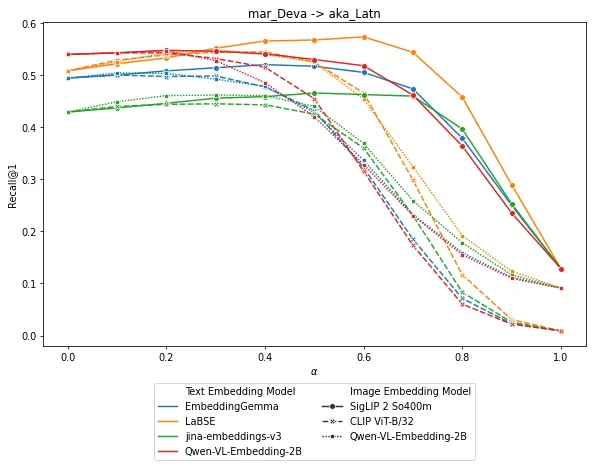 mar_Deva -> aka_Latn
0.6
0.5
0.4
0.3
0.2
0.1
0.0
Recall@1
0.0 0.2 0.4 0.6 0.8 1.0
α
Text Embedding Model
EmbeddingGemma
LaBSE
jina-embeddings-v3
Qwen-VL-Embedding-2B
Image Embedding Model
SigLIP 2 So400m
CLIP ViT-B/32
Qwen-VL-Embedding-2B